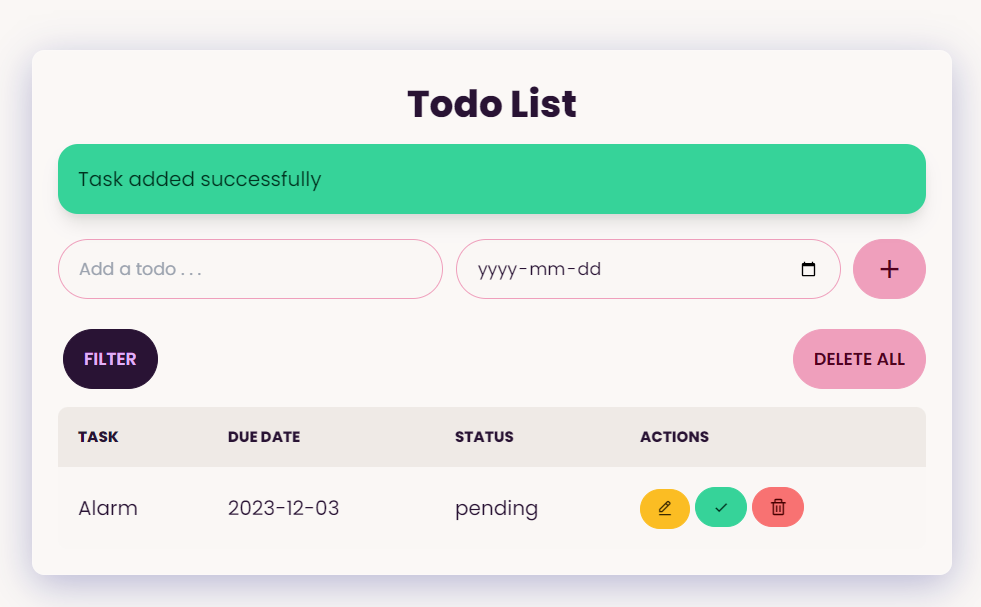 Todo List
Task added successfully
Add a todo . . .
yyyy-mm-dd
+
FILTER
DELETE ALL
TASK DUE DATE STATUS ACTIONS
Alarm 2023-12-03 pending